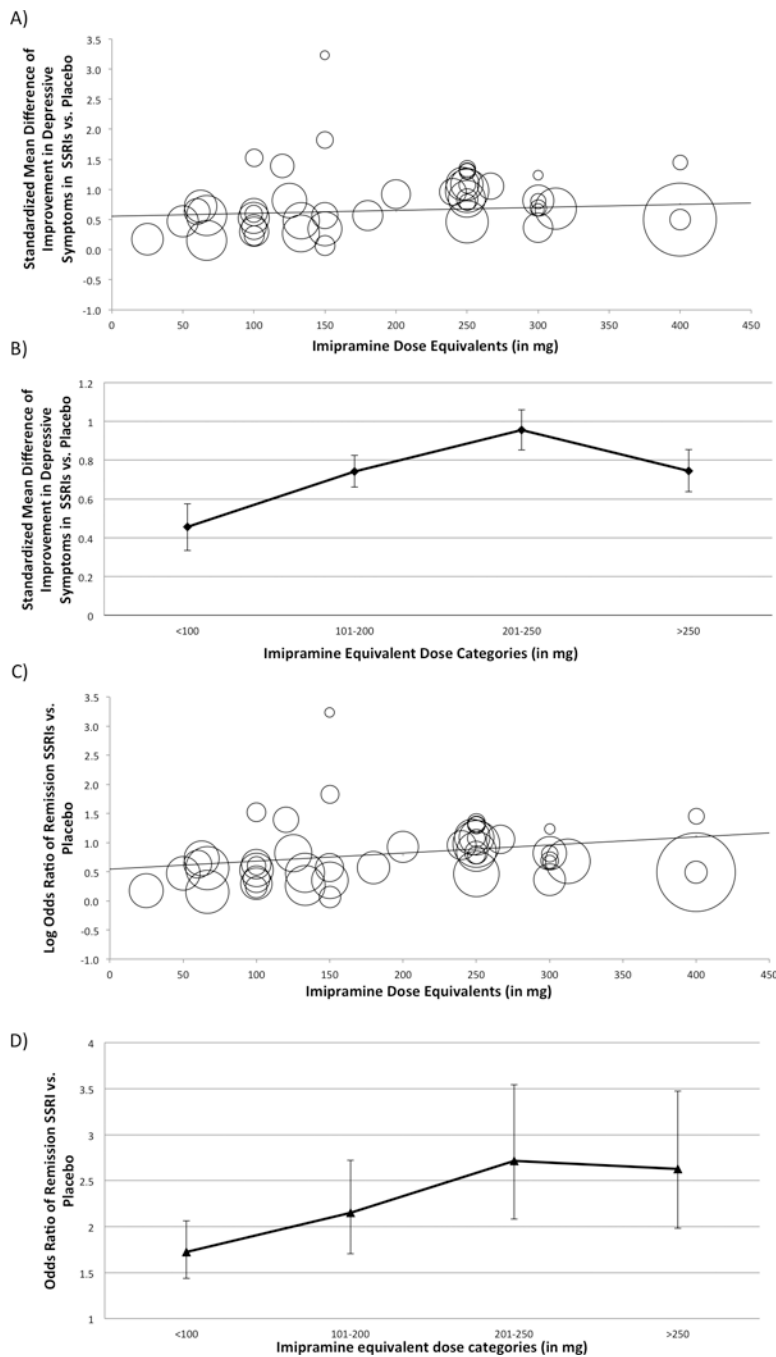 A)
Standardized Mean Difference of
Improvement in Depressive
Symptoms in SSRIs vs. Placebo
3.5
3.0
2.5
2.0
1.5
1.0
0.5
0.0
-0.5
-1.0
0 50 100 150 200 250 300 350 400 450
Imipramine Dose Equivalents (in mg)
B)
Standardized Mean Difference of
Improvement in Depressive
Symptoms in SSRIs vs. Placebo
1.2
1
0.8
0.6
0.4
0.2
0
<100 101-200 201-250 >250
Imipramine Equivalent Dose Categories (in mg)
C)
Log Odds Ratio of Remission SSRIs vs.
Placebo
3.5
3.0
2.5
2.0
1.5
1.0
0.5
0.0
-0.5
-1.0
0 50 100 150 200 250 300 350 400 450
Imipramine Dose Equivalents (in mg)
D)
Odds Ratio of Remission SSRI vs.
Placebo
4
3.5
3
2.5
2
1.5
1
<100 101-200 201-250 >250
Imipramine equivalent dose categories (in mg)